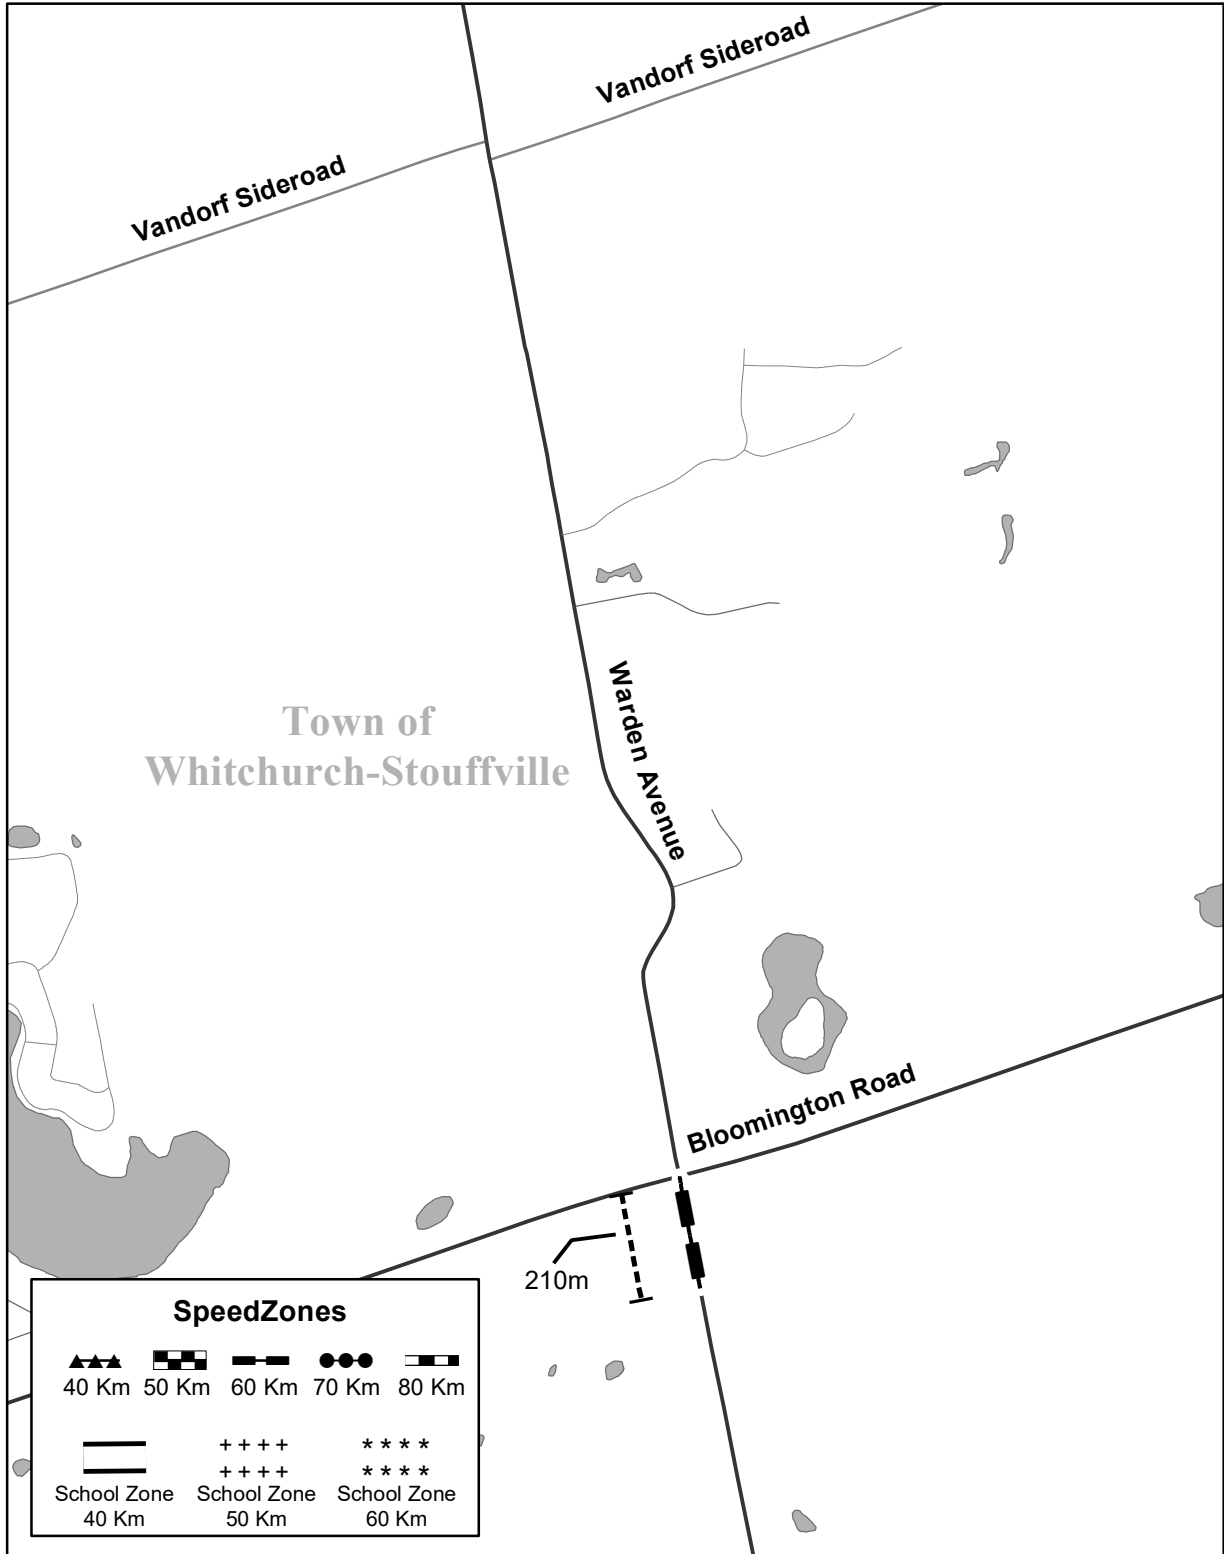 Vandorf Sideroad
Vandorf Sideroad
Warden Avenue
Town of
Whitchurch-Stouffville
Bloomington Road
210m
SpeedZones
40 Km 50 Km 60 Km 70 Km 80 Km
School Zone School Zone School Zone
40 Km 50 Km 60 Km